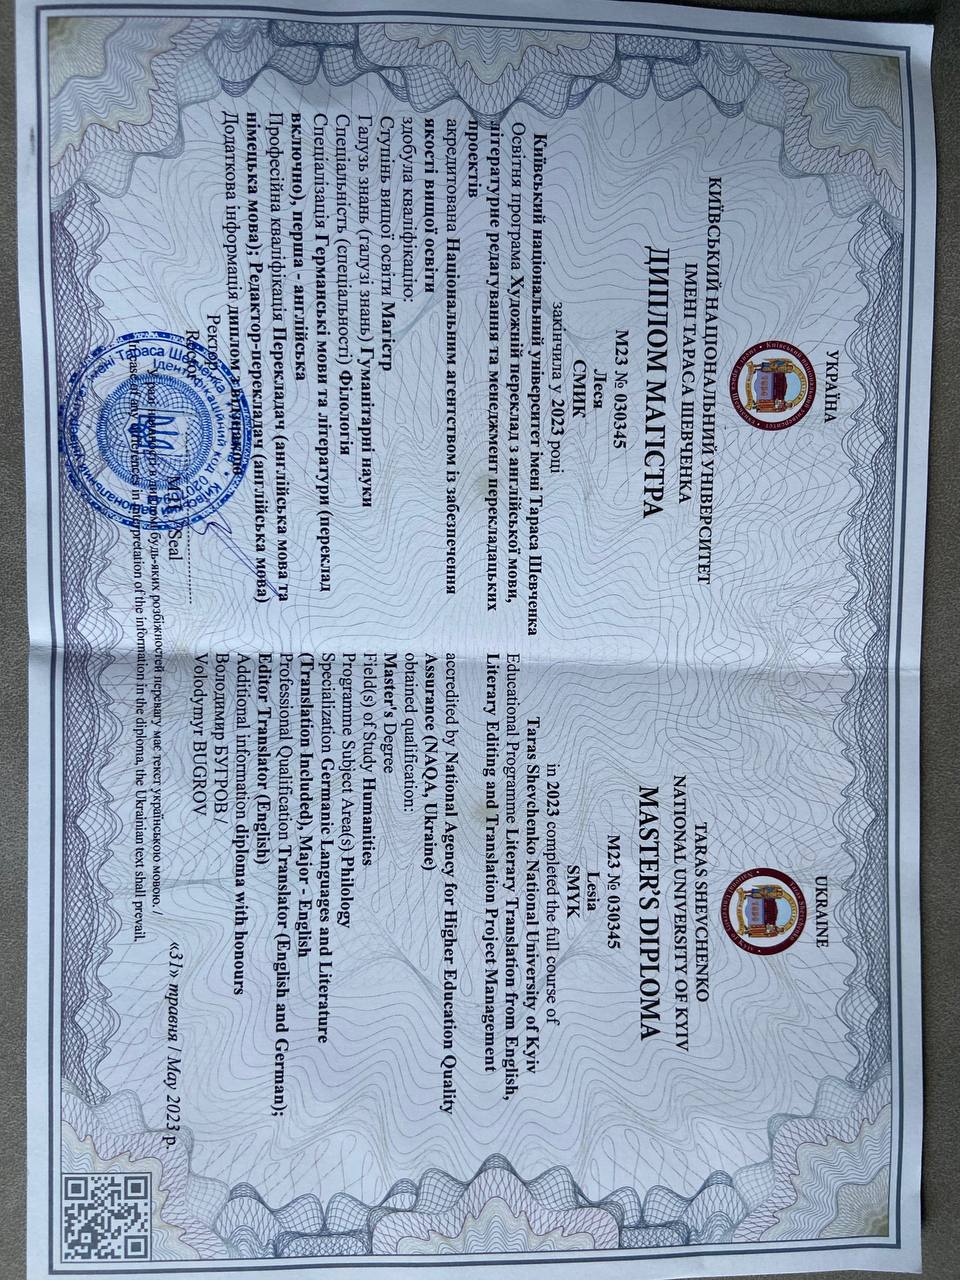 УКРАЇНА
КИЇВСЬКИЙ НАЦІОНАЛЬНИЙ УНІВЕРСИТЕТ
ІМЕНІ ТАРАСА ШЕВЧЕНКА
ДИПЛОМ МАГІСТРА
М23 № 030345
Леся
СМИК
закінчила у 2023 році
Київський національний університет імені Тараса Шевченка
Освітня програма Художній переклад з англійської мови,
літературне редагування та менеджмент перекладацьких
проектів
акредитована Національним агентством із забезпечення
якості вищої освіти
здобула кваліфікацію:
Ступінь вищої освіти Магістр
Галузь знань (галузі знань) Гуманітарні науки
Спеціальність (спеціальності) Філологія
Спеціалізація Германські мови та літератури (переклад
включно), перша - англійська
Професійна кваліфікація Перекладач (англійська мова та
німецька мова); Редактор-перекладач (англійська мова)
Додаткова інформація диплом з відзнакою
Ректор
Rector
Seal
UKRAINE
TARAS SHEVCHENKO
NATIONAL UNIVERSITY OF KYIV
MASTER'S DIPLOMA
M23 № 030345
Lesia
SMYK
in 2023 completed the full course of
Taras Shevchenko National University of Kyiv
Educational Programme Literary Translation from English,
Literary Editing and Translation Project Management
accredited by National Agency for Higher Education Quality
Assurance (NAQA, Ukraine)
obtained qualification:
Master's Degree
Field(s) of Study Humanities
Programme Subject Area(s) Philology
Specialization Germanic Languages and Literature
(Translation Included), Major - English
Professional Qualification Translator (English and German);
Editor Translator (English)
Additional information diploma with honours
Володимир БУГРОВ /
Volodymyr BUGROV
«31» травня / May 2023 р.
будь-яких розбіжностей перевагу має текст українською мовою. /
any differences in interpretation of the information in the diploma, the Ukrainian text shall prevail.